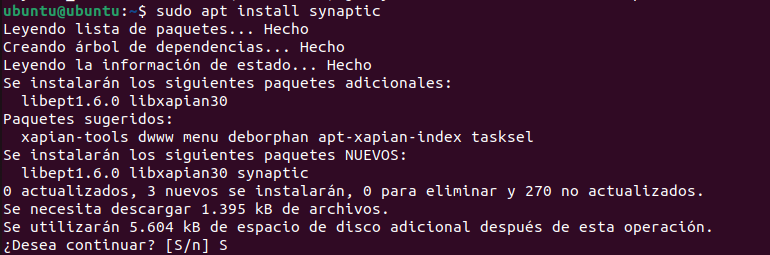 ubuntu@ubuntu:~$ sudo apt install synaptic
Leyendo lista de paquetes... Hecho
Creando árbol de dependencias... Hecho
Leyendo la información de estado... Hecho
Se instalarán los siguientes paquetes adicionales:
  libept1.6.0 libxapian30
Paquetes sugeridos:
  xapian-tools dwww menu deborphan apt-xapian-index tasksel
Se instalarán los siguientes paquetes NUEVOS:
  libept1.6.0 libxapian30 synaptic
0 actualizados, 3 nuevos se instalarán, 0 para eliminar y 270 no actualizados.
Se necesita descargar 1.395 kB de archivos.
Se utilizarán 5.604 kB de espacio de disco adicional después de esta operación.
¿Desea continuar? [S/n] S